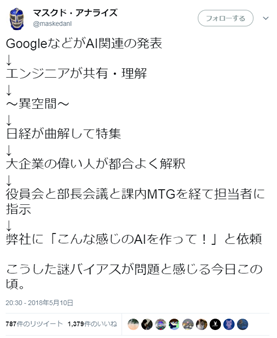 マスクド・アナライズ
@maskedanl
フォローする
GoogleなどがAI関連の発表
↓
エンジニアが共有・理解
↓
～異空間～
↓
日経が曲解して特集
↓
大企業の偉い人が都合よく解釈
↓
役員会と部長会議と課内MTGを経て担当者に
指示
↓
弊社に「こんな感じのAIを作って！」と依頼
こうした謎バイアスが問題と感じる今日この
頃。
20:30 - 2018年5月10日
787件のリツイート 1,379件のいいね